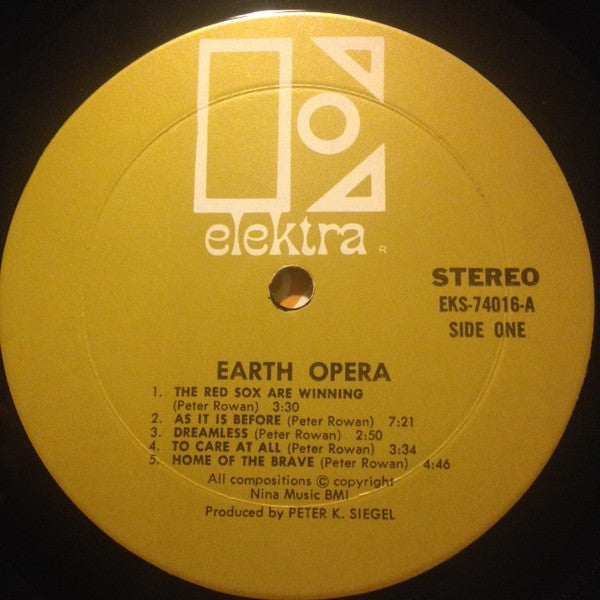 elektra
R
STEREO
EKS-74016-A
SIDE ONE
EARTH OPERA
1. THE RED SOX ARE WINNING
(Peter Rowan) 3:30
2. AS IT IS BEFORE (Peter Rowan) 7:21
3. DREAMLESS (Peter Rowan) 2:50
4. TO CARE AT ALL (Peter Rowan) 3:34
5. HOME OF THE BRAVE (Peter Rowan) 4:46
All compositions © copyright
Nina Music BMI
Produced by PETER K. SIEGEL